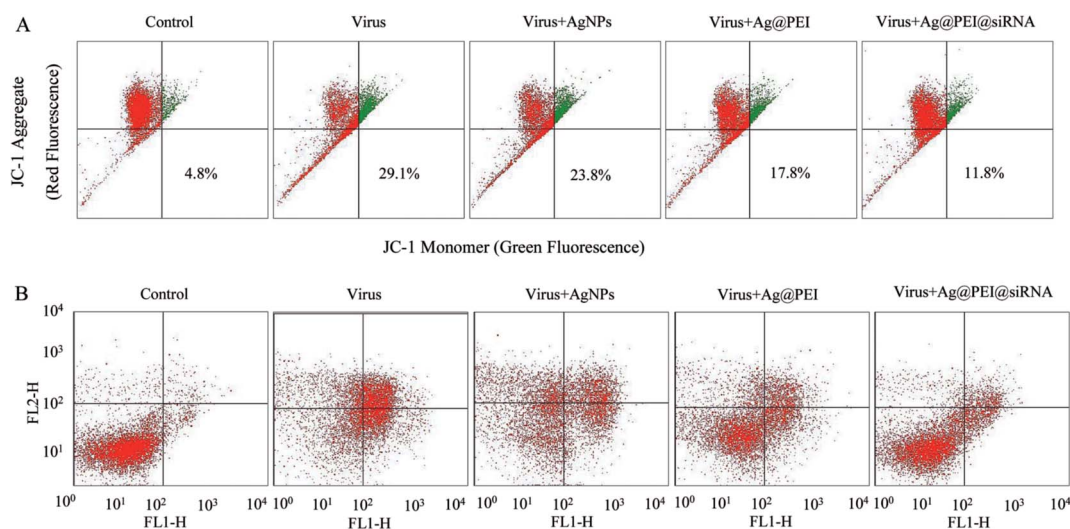 A
Control
Virus
Virus+AgNPs
Virus+Ag@PEI
Virus+Ag@PEI@siRNA
JC-1 Aggregate
(Red Fluorescence)
4.8%
29.1%
23.8%
17.8%
11.8%
JC-1 Monomer (Green Fluorescence)
B
Control
Virus
Virus+AgNPs
Virus+Ag@PEI
Virus+Ag@PEI@siRNA
10⁴
10³
10²
10¹
FL2-H
10⁰ 10¹ 10² 10³ 10⁴
10⁰ 10¹ 10² 10³ 10⁴
10⁰ 10¹ 10² 10³ 10⁴
10⁰ 10¹ 10² 10³ 10⁴
10⁰ 10¹ 10² 10³ 10⁴
FL1-H
FL1-H
FL1-H
FL1-H
FL1-H